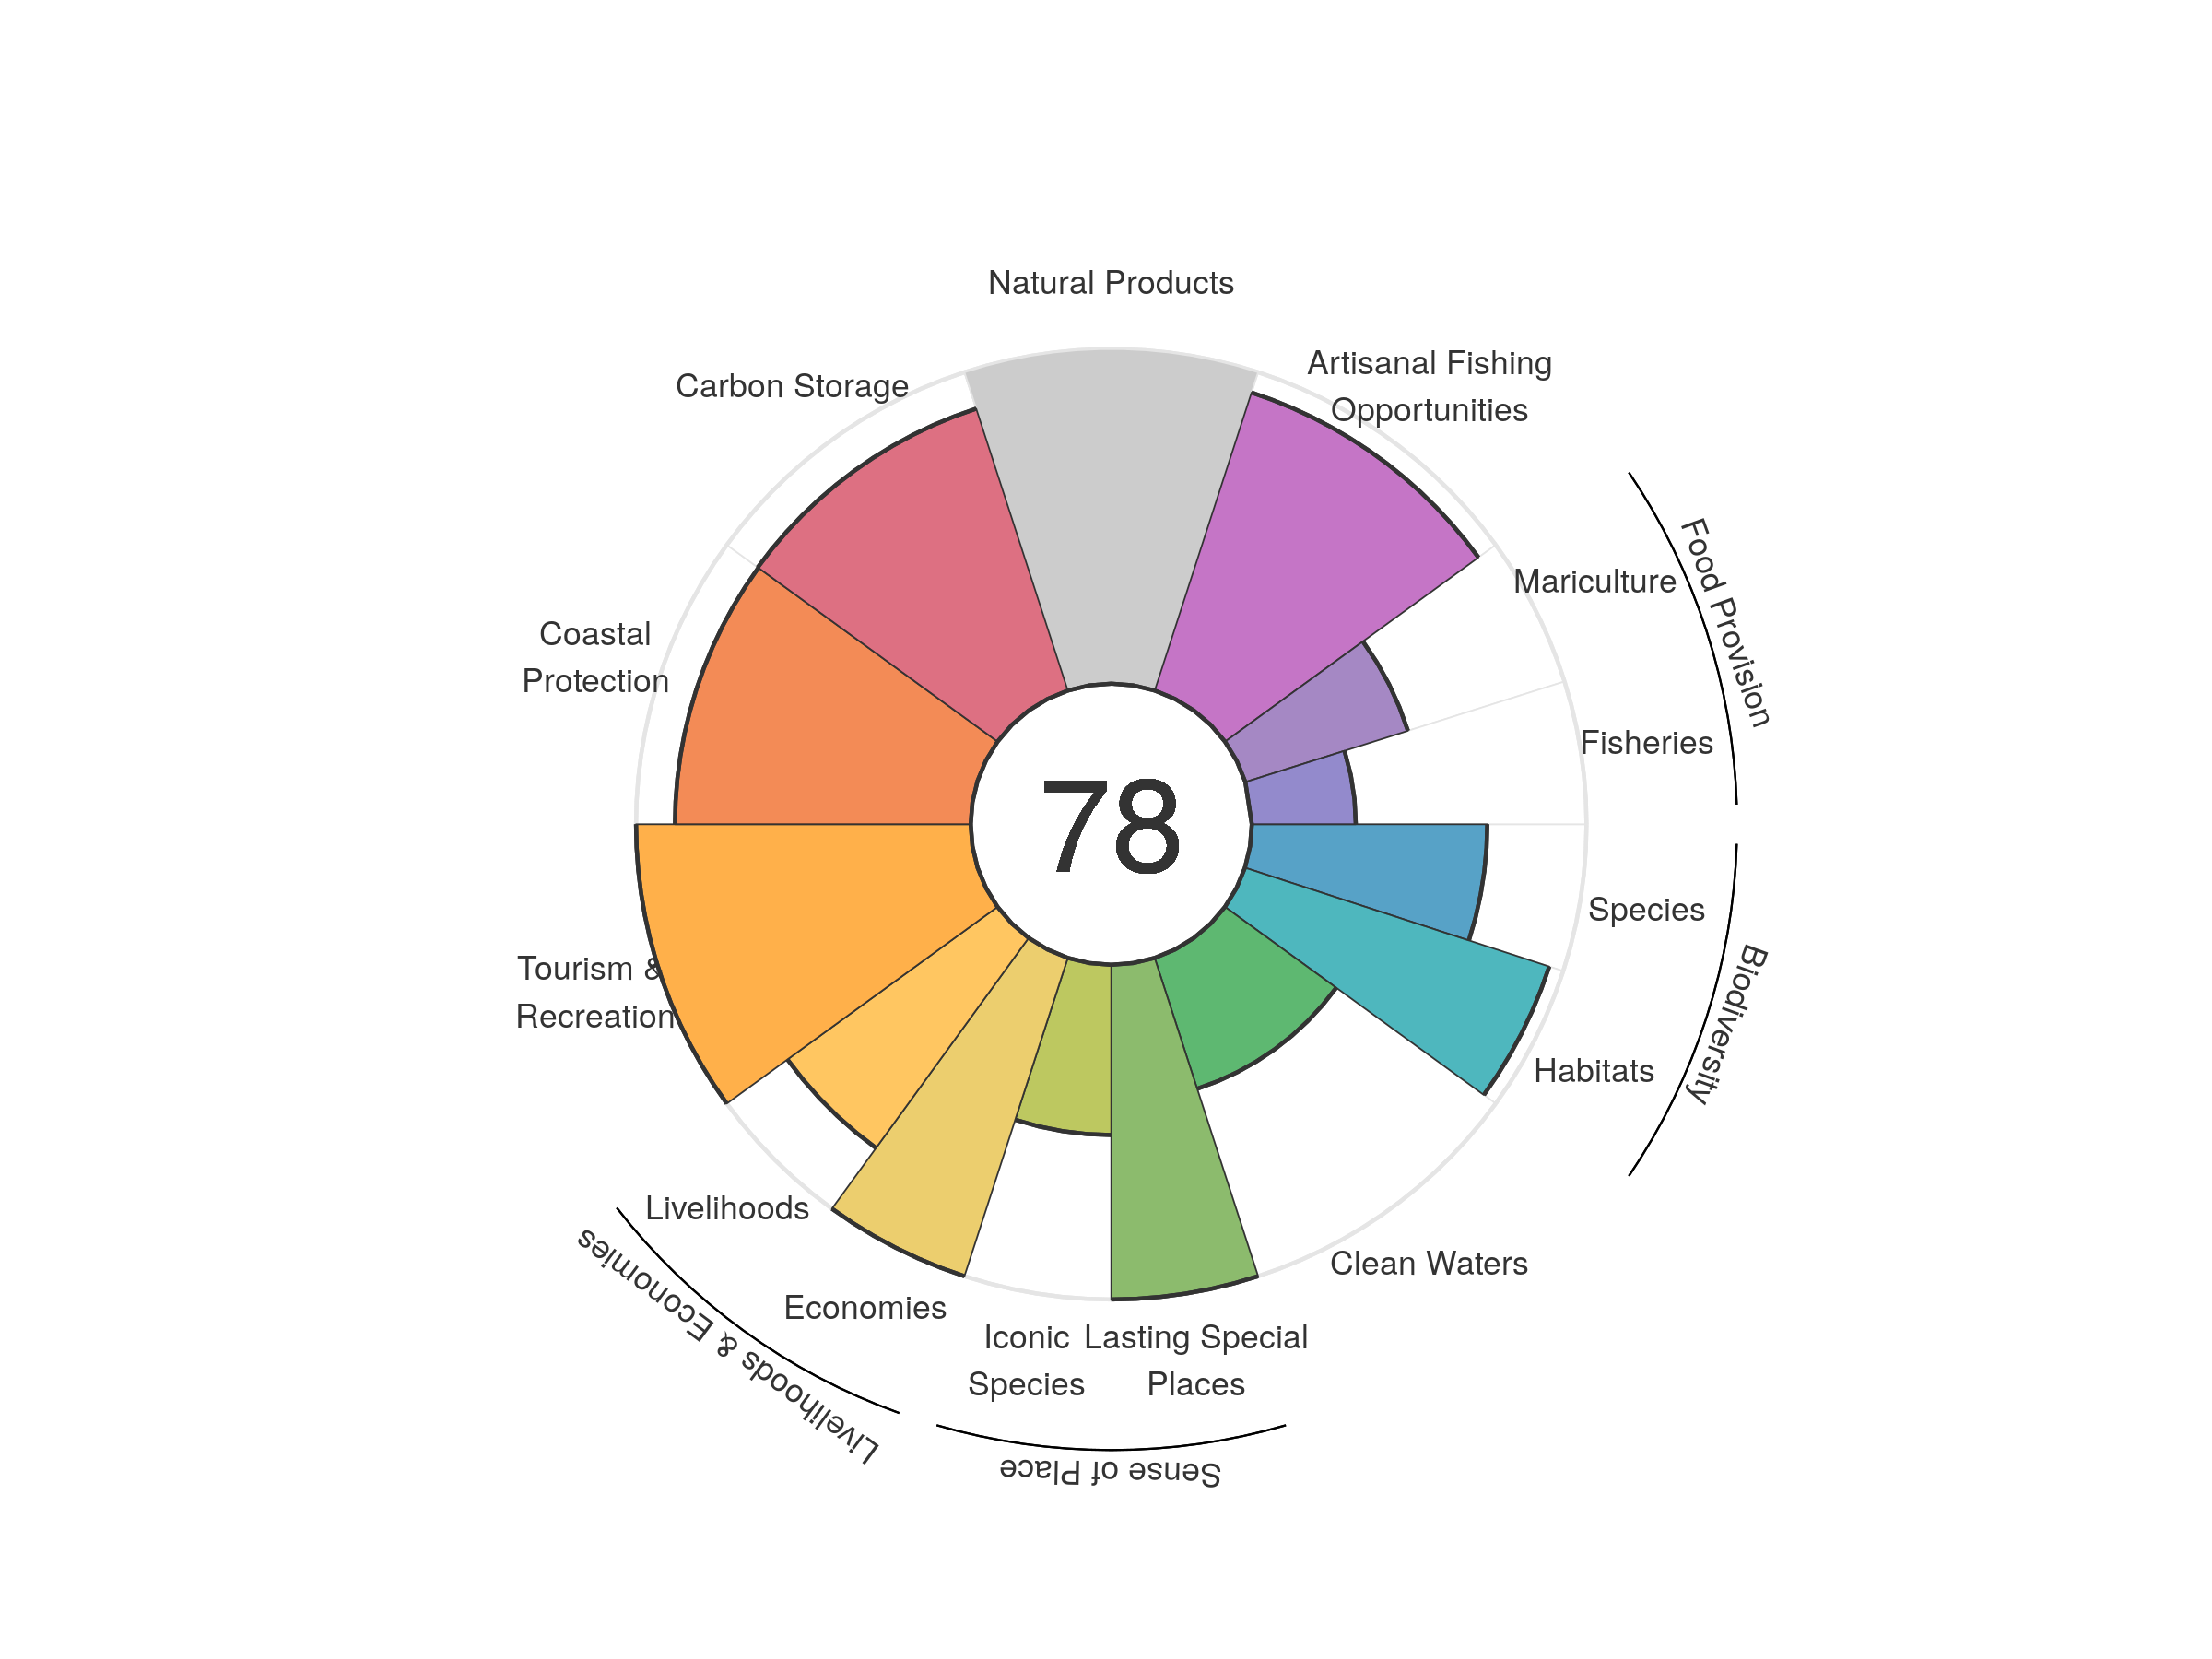 Natural Products
Artisanal Fishing
Opportunities
Carbon Storage
Mariculture
Food Provision
Coastal
Protection
Fisheries
78
Species
Tourism &
Recreation
Biodiversity
Habitats
Livelihoods
Clean Waters
Economies
Livelihoods & Economies
Iconic
Species
Lasting Special
Places
Sense of Place